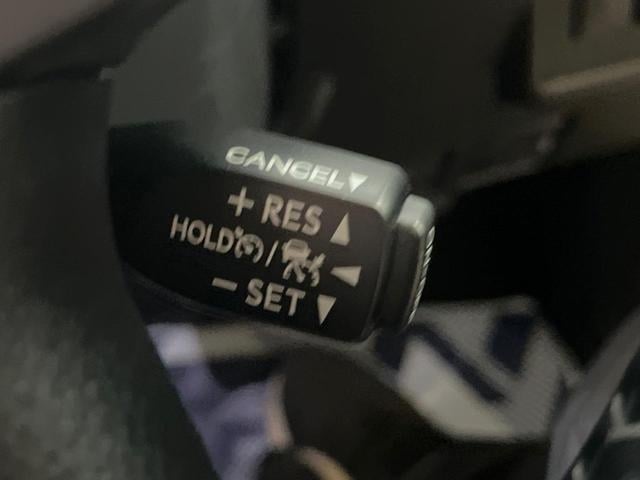 CANCEL
+ RES
HOLD /
- SET